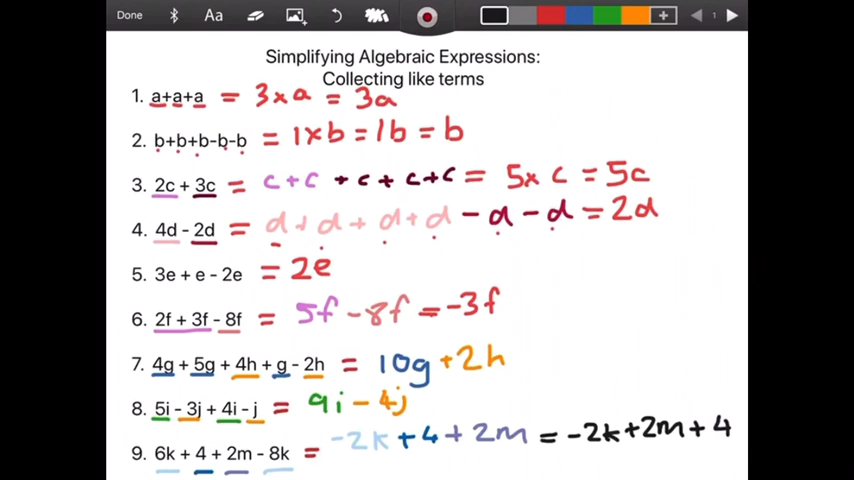 Done Aa 1
Simplifying Algebraic Expressions:
Collecting like terms
1. a+a+a = 3×a = 3a
2. b+b+b-b-b = 1×b = 1b = b
3. 2c + 3c = c+c +c + c+c = 5× c = 5c
4. 4d - 2d = d + d + d + d - d - d = 2d
5. 3e + e - 2e = 2e
6. 2f + 3f - 8f = 5f -8f = -3f
7. 4g + 5g + 4h + g - 2h = 10g +2h
8. 5i - 3j + 4i - j = 9i - 4j
9. 6k + 4 + 2m - 8k = -2k +4 + 2m = -2k+2m+4